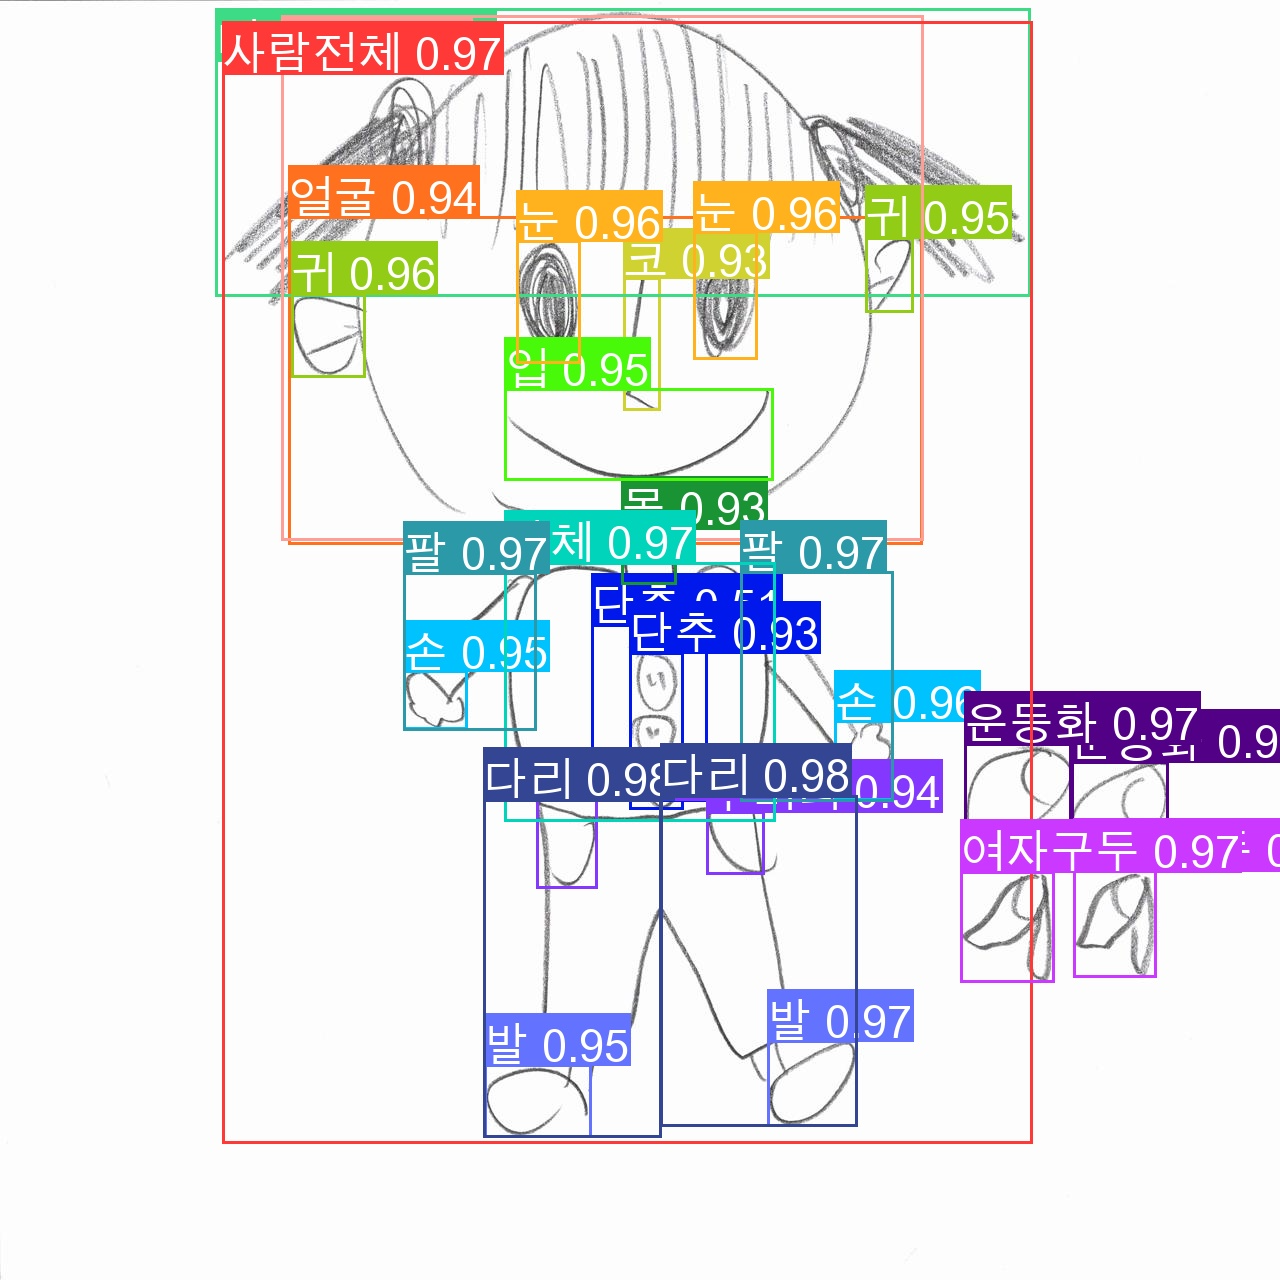 사람전체 0.97
얼굴 0.94
눈 0.96
눈 0.96
귀 0.95
코 0.93
귀 0.96
입 0.95
목 0.93
체 0.97
팔 0.97
팔 0.97
단추 0.51
단추 0.93
손 0.95
손 0.96
운동화 0.97
운동화 0.9
다리 0.98
다리 0.98
0.94
여자구두 0.97
발 0.97
발 0.95